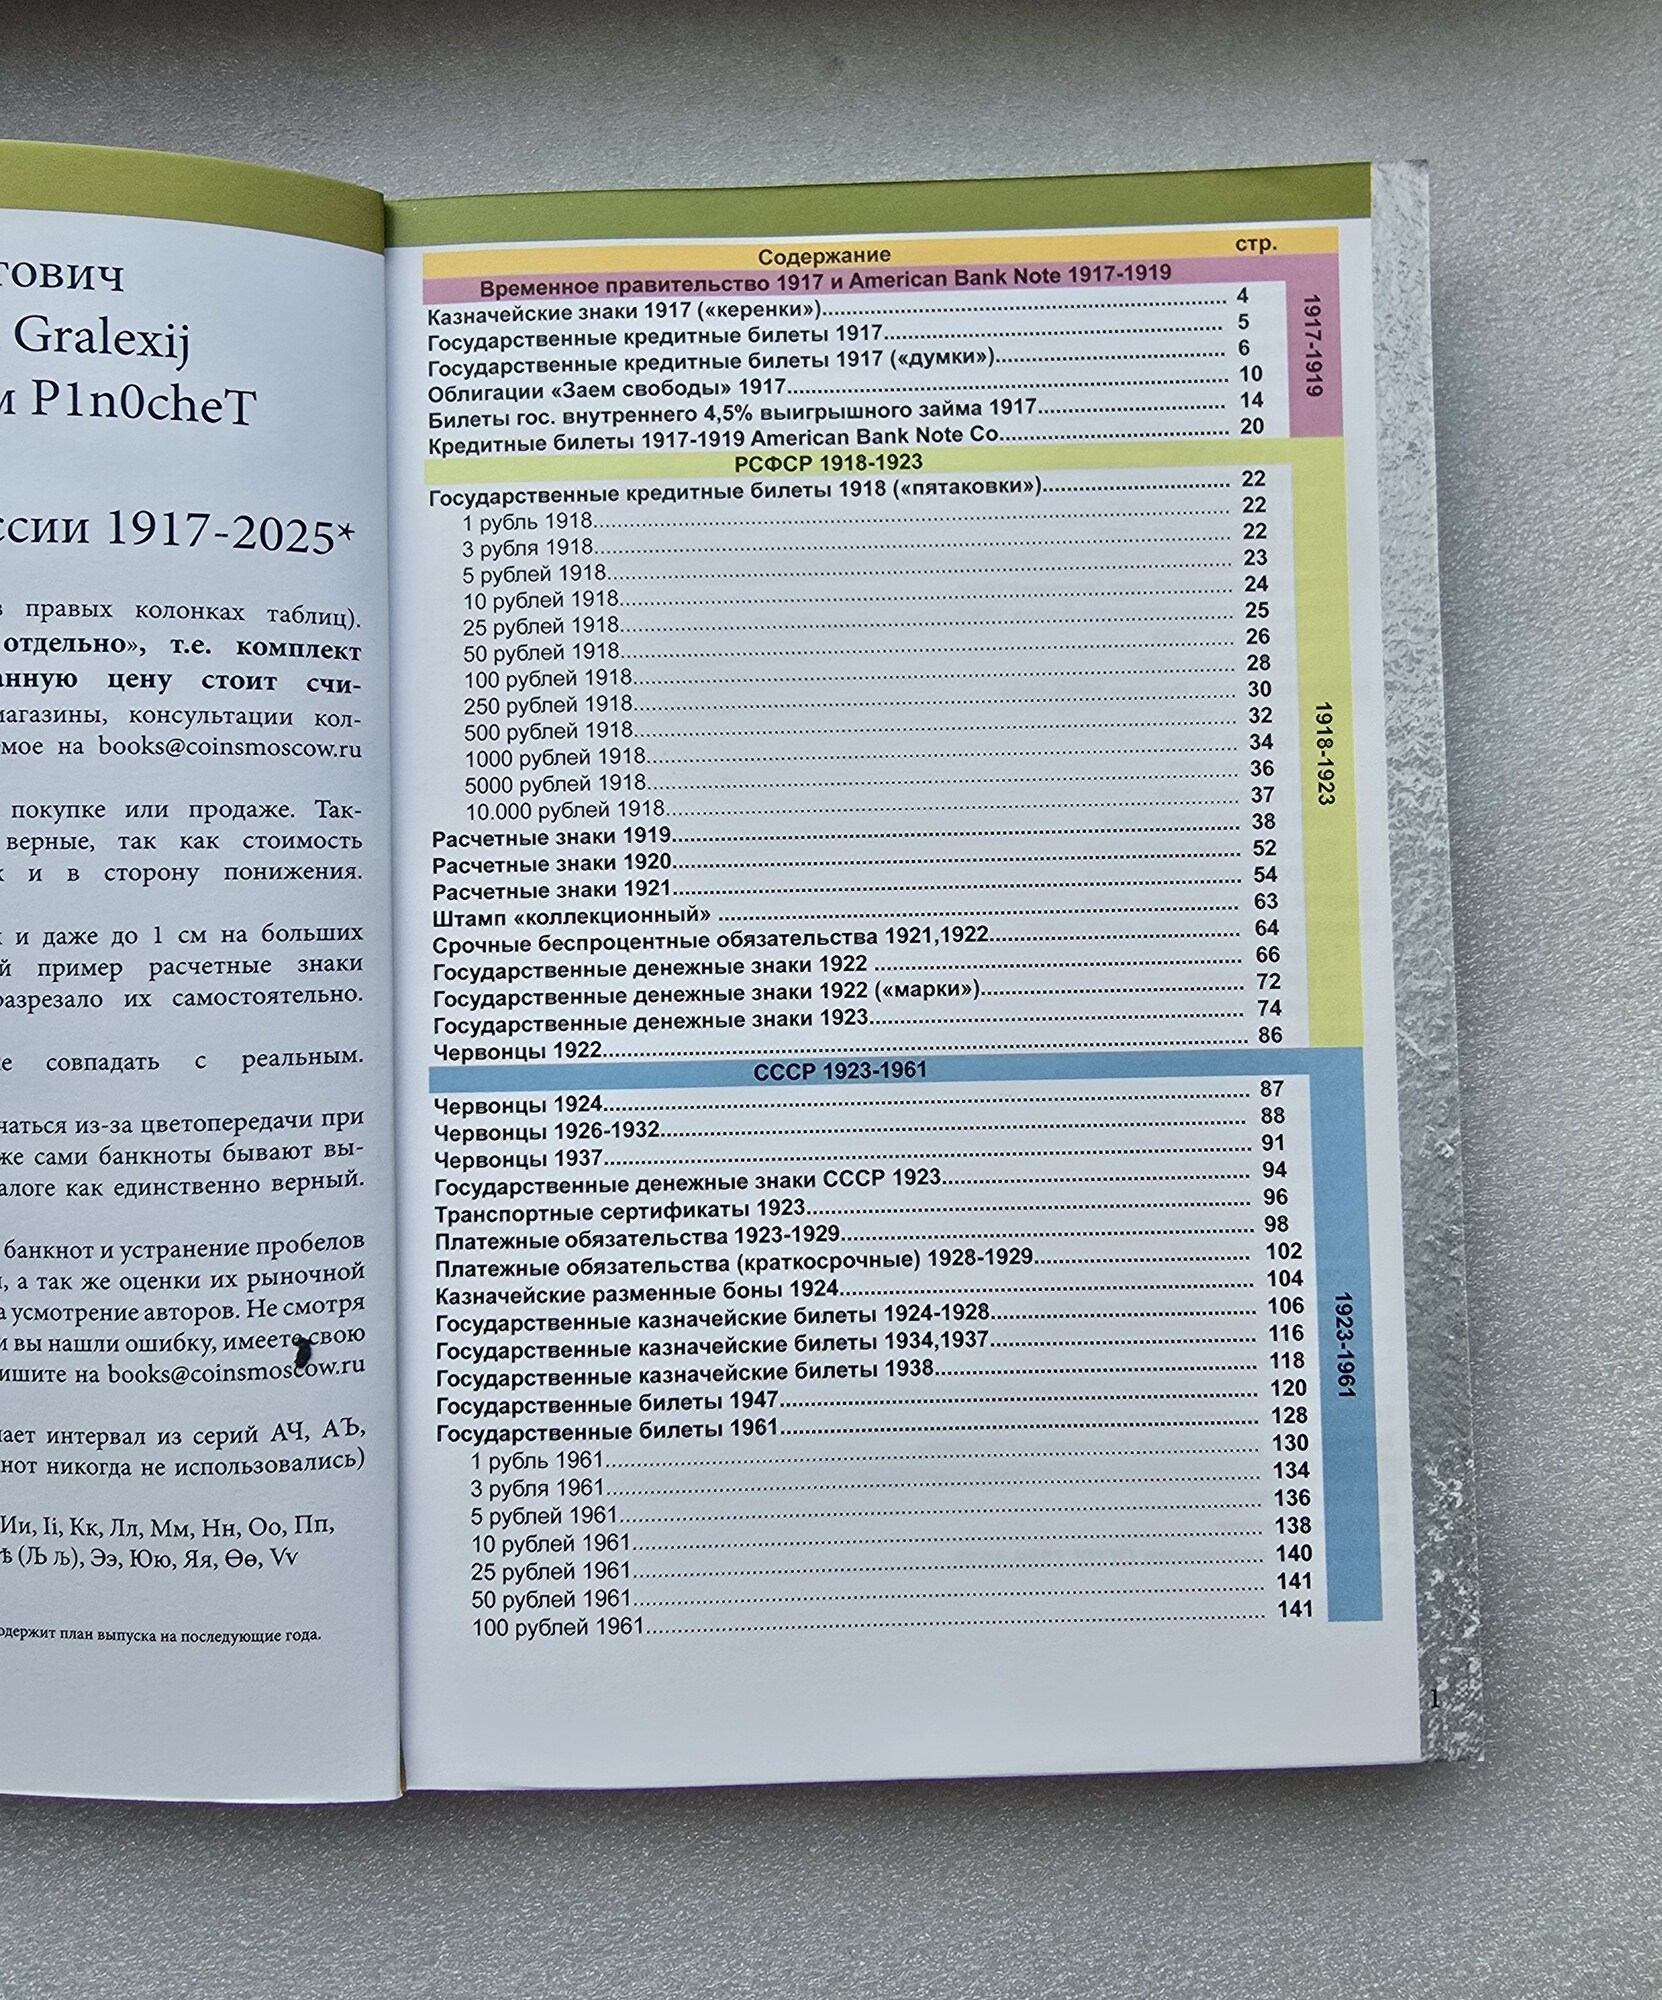 Gralexij
P1n0cheT
1917-2025*
правых колонках таблиц).
отдельно», т.е. комплект
цену стоит счи-
консультации кол-
на books@coinsmoscow.ru
покупке или продаже. Так-
верные, так как стоимость
и в сторону понижения.
и даже до 1 см на больших
пример расчетные знаки
их самостоятельно.
совпадать с реальным.
из-за цветопередачи при
же сами банкноты бывают вы-
как единственно верный.
банкнот и устранение пробелов
а так же оценки их рыночной
усмотрение авторов. Не смотря
вы нашли ошибку, имеете свою
на books@coinsmoscow.ru
интервал из серий АЧ, АЪ,
никогда не использовались)
Ии, Ii, Кк, Лл, Мм, Нн, Оо, Пп,
(Љ љ), Ээ, Юю, Яя, Ѳѳ, Vv
план выпуска на последующие года.
Содержание стр.
Временное правительство 1917 и American Bank Note 1917-1919
Казначейские знаки 1917 («керенки») 4
Государственные кредитные билеты 1917 5
Государственные кредитные билеты 1917 («думки») 6
Облигации «Заем свободы» 1917 10
Билеты гос. внутреннего 4,5% выигрышного займа 1917 14
Кредитные билеты 1917-1919 American Bank Note Co 20
1917-1919
РСФСР 1918-1923
Государственные кредитные билеты 1918 («пятаковки») 22
1 рубль 1918 22
3 рубля 1918 22
5 рублей 1918 23
10 рублей 1918 24
25 рублей 1918 25
50 рублей 1918 26
100 рублей 1918 28
250 рублей 1918 30
500 рублей 1918 32
1000 рублей 1918 34
5000 рублей 1918 36
10.000 рублей 1918 37
Расчетные знаки 1919 38
Расчетные знаки 1920 52
Расчетные знаки 1921 54
Штамп «коллекционный» 63
Срочные беспроцентные обязательства 1921,1922 64
Государственные денежные знаки 1922 66
Государственные денежные знаки 1922 («марки») 72
Государственные денежные знаки 1923 74
Червонцы 1922 86
1918-1923
СССР 1923-1961
Червонцы 1924 87
Червонцы 1926-1932 88
Червонцы 1937 91
Государственные денежные знаки СССР 1923 94
Транспортные сертификаты 1923 96
Платежные обязательства 1923-1929 98
Платежные обязательства (краткосрочные) 1928-1929 102
Казначейские разменные боны 1924 104
Государственные казначейские билеты 1924-1928 106
Государственные казначейские билеты 1934,1937 116
Государственные казначейские билеты 1938 118
Государственные билеты 1947 120
Государственные билеты 1961 128
1 рубль 1961 130
3 рубля 1961 134
5 рублей 1961 136
10 рублей 1961 138
25 рублей 1961 140
50 рублей 1961 141
100 рублей 1961 141
1923-1961
1